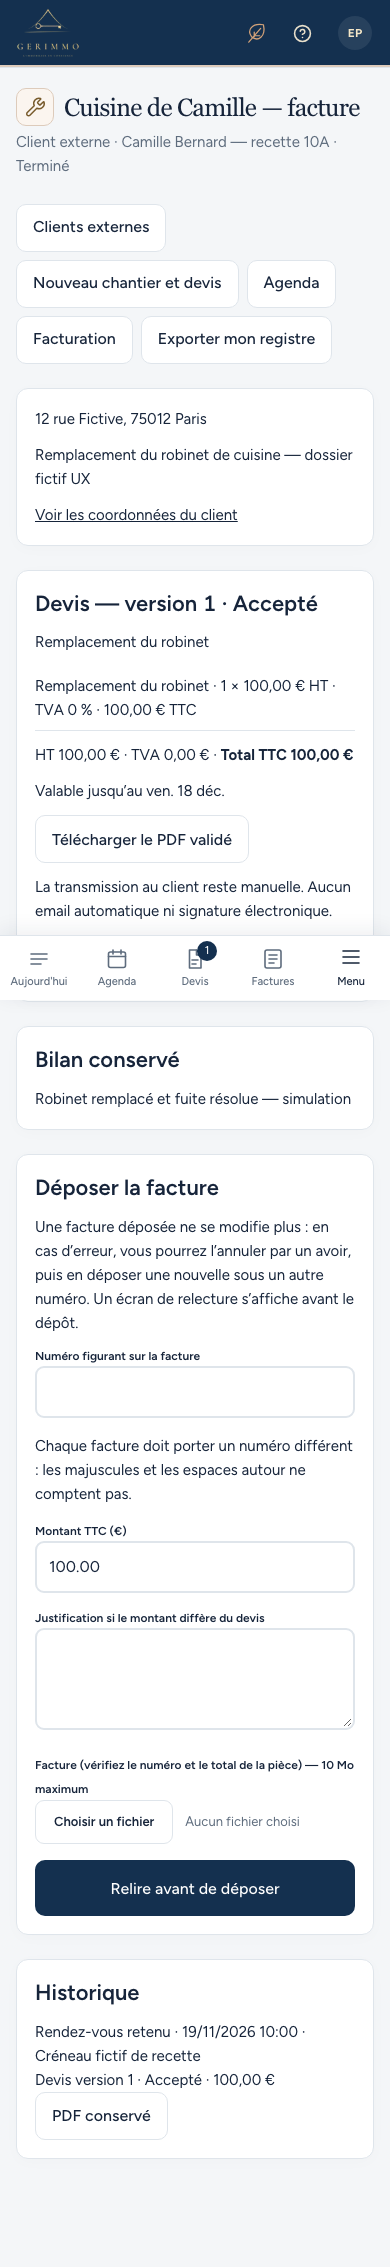 GERIMMO
EP
Cuisine de Camille — facture
Client externe · Camille Bernard — recette 10A ·
Terminé
Clients externes
Nouveau chantier et devis
Agenda
Facturation
Exporter mon registre
12 rue Fictive, 75012 Paris
Remplacement du robinet de cuisine — dossier
fictif UX
Voir les coordonnées du client
Devis — version 1 · Accepté
Remplacement du robinet
Remplacement du robinet · 1 × 100,00 € HT ·
TVA 0 % · 100,00 € TTC
HT 100,00 € · TVA 0,00 € · Total TTC 100,00 €
Valable jusqu’au ven. 18 déc.
Télécharger le PDF validé
La transmission au client reste manuelle. Aucun
email automatique ni signature électronique.
1
Aujourd'hui
Agenda
Devis
Factures
Menu
Bilan conservé
Robinet remplacé et fuite résolue — simulation
Déposer la facture
Une facture déposée ne se modifie plus : en
cas d’erreur, vous pourrez l’annuler par un avoir,
puis en déposer une nouvelle sous un autre
numéro. Un écran de relecture s’affiche avant le
dépôt.
Numéro figurant sur la facture
Chaque facture doit porter un numéro différent
: les majuscules et les espaces autour ne
comptent pas.
Montant TTC (€)
100.00
Justification si le montant diffère du devis
Facture (vérifiez le numéro et le total de la pièce) — 10 Mo
maximum
Choisir un fichier
Aucun fichier choisi
Relire avant de déposer
Historique
Rendez-vous retenu · 19/11/2026 10:00 ·
Créneau fictif de recette
Devis version 1 · Accepté · 100,00 €
PDF conservé